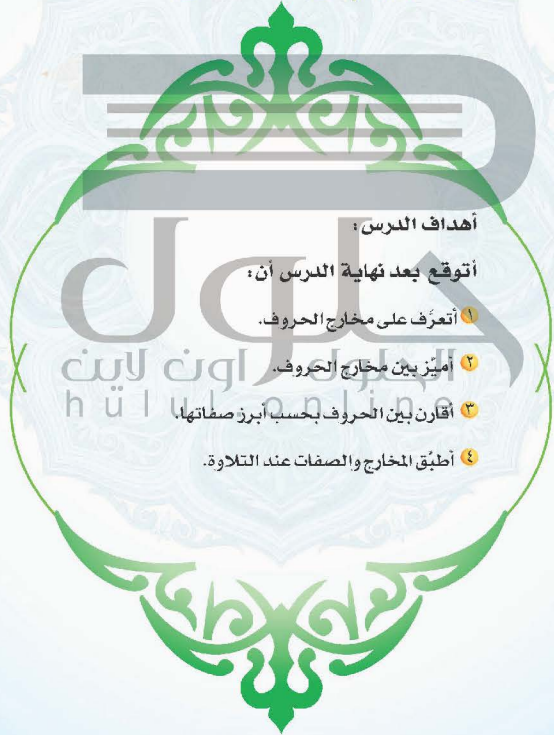 أهداف الدرس :
أتوقع بعد نهاية الدرس أن :
١ أتعرَّف على مخارج الحروف.
٢ أميِّز بين مخارج الحروف.
٣ أقارن بين الحروف بحسب أبرز صفاتها.
٤ أطبِّق المخارج والصفات عند التلاوة.
حلول
الحلول اون لاين
hulul.online